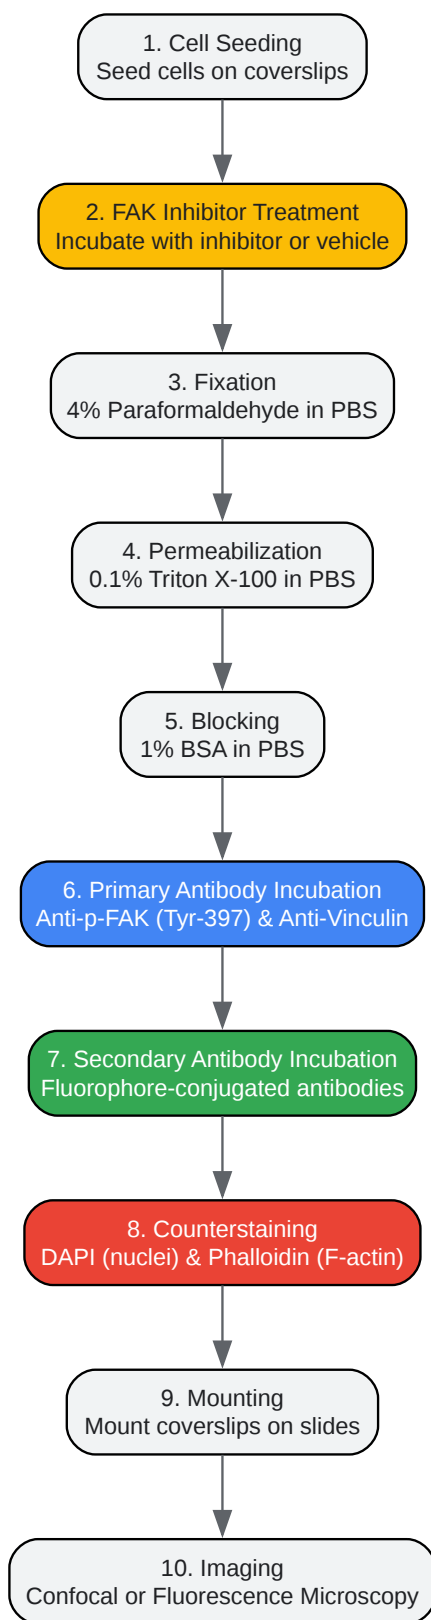 1. Cell Seeding
Seed cells on coverslips
2. FAK Inhibitor Treatment
Incubate with inhibitor or vehicle
3. Fixation
4% Paraformaldehyde in PBS
4. Permeabilization
0.1% Triton X-100 in PBS
5. Blocking
1% BSA in PBS
6. Primary Antibody Incubation
Anti-p-FAK (Tyr-397) & Anti-Vinculin
7. Secondary Antibody Incubation
Fluorophore-conjugated antibodies
8. Counterstaining
DAPI (nuclei) & Phalloidin (F-actin)
9. Mounting
Mount coverslips on slides
10. Imaging
Confocal or Fluorescence Microscopy